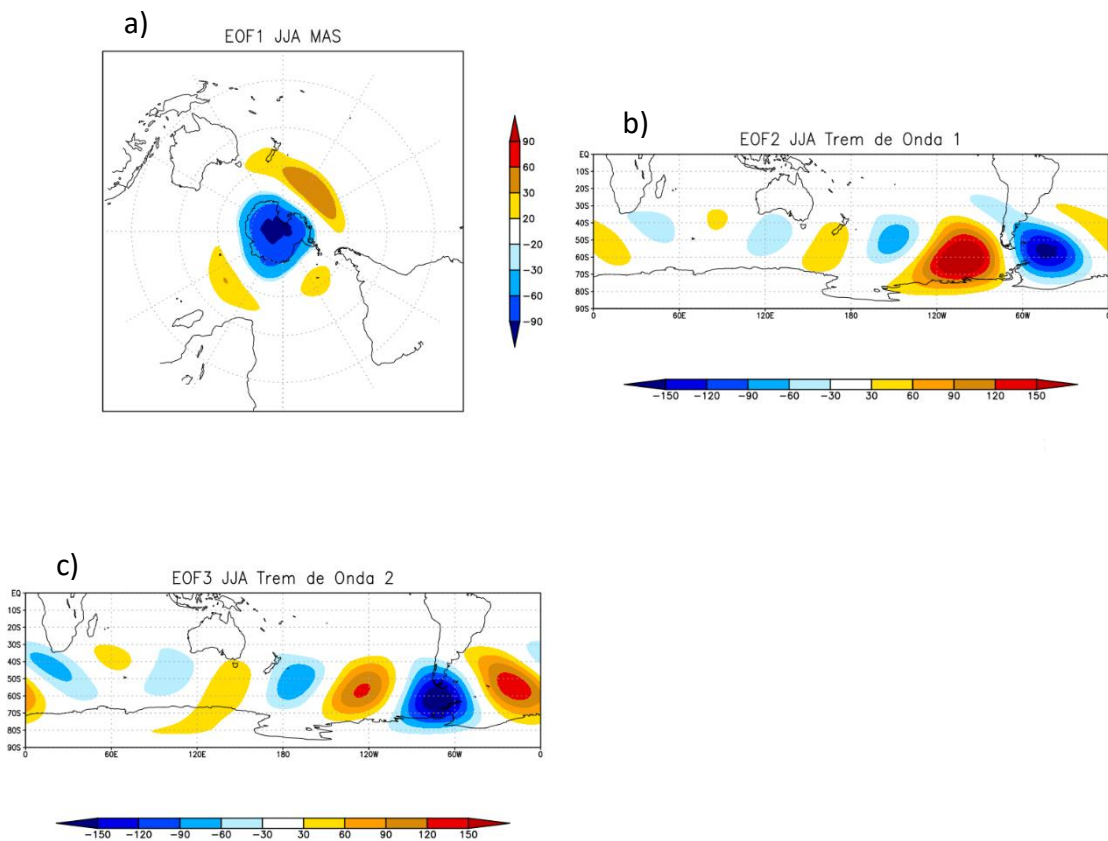 a)
EOF1 JJA MAS
90
60
30
20
−20
−30
−60
−90
b)
EOF2 JJA Trem de Onda 1
EQ
10S
20S
30S
40S
50S
60S
70S
80S
90S
0 60E 120E 180 120W 60W 0
−150 −120 −90 −60 −30 30 60 90 120 150
c)
EOF3 JJA Trem de Onda 2
EQ
10S
20S
30S
40S
50S
60S
70S
80S
90S
0 60E 120E 180 120W 60W 0
−150 −120 −90 −60 −30 30 60 90 120 150